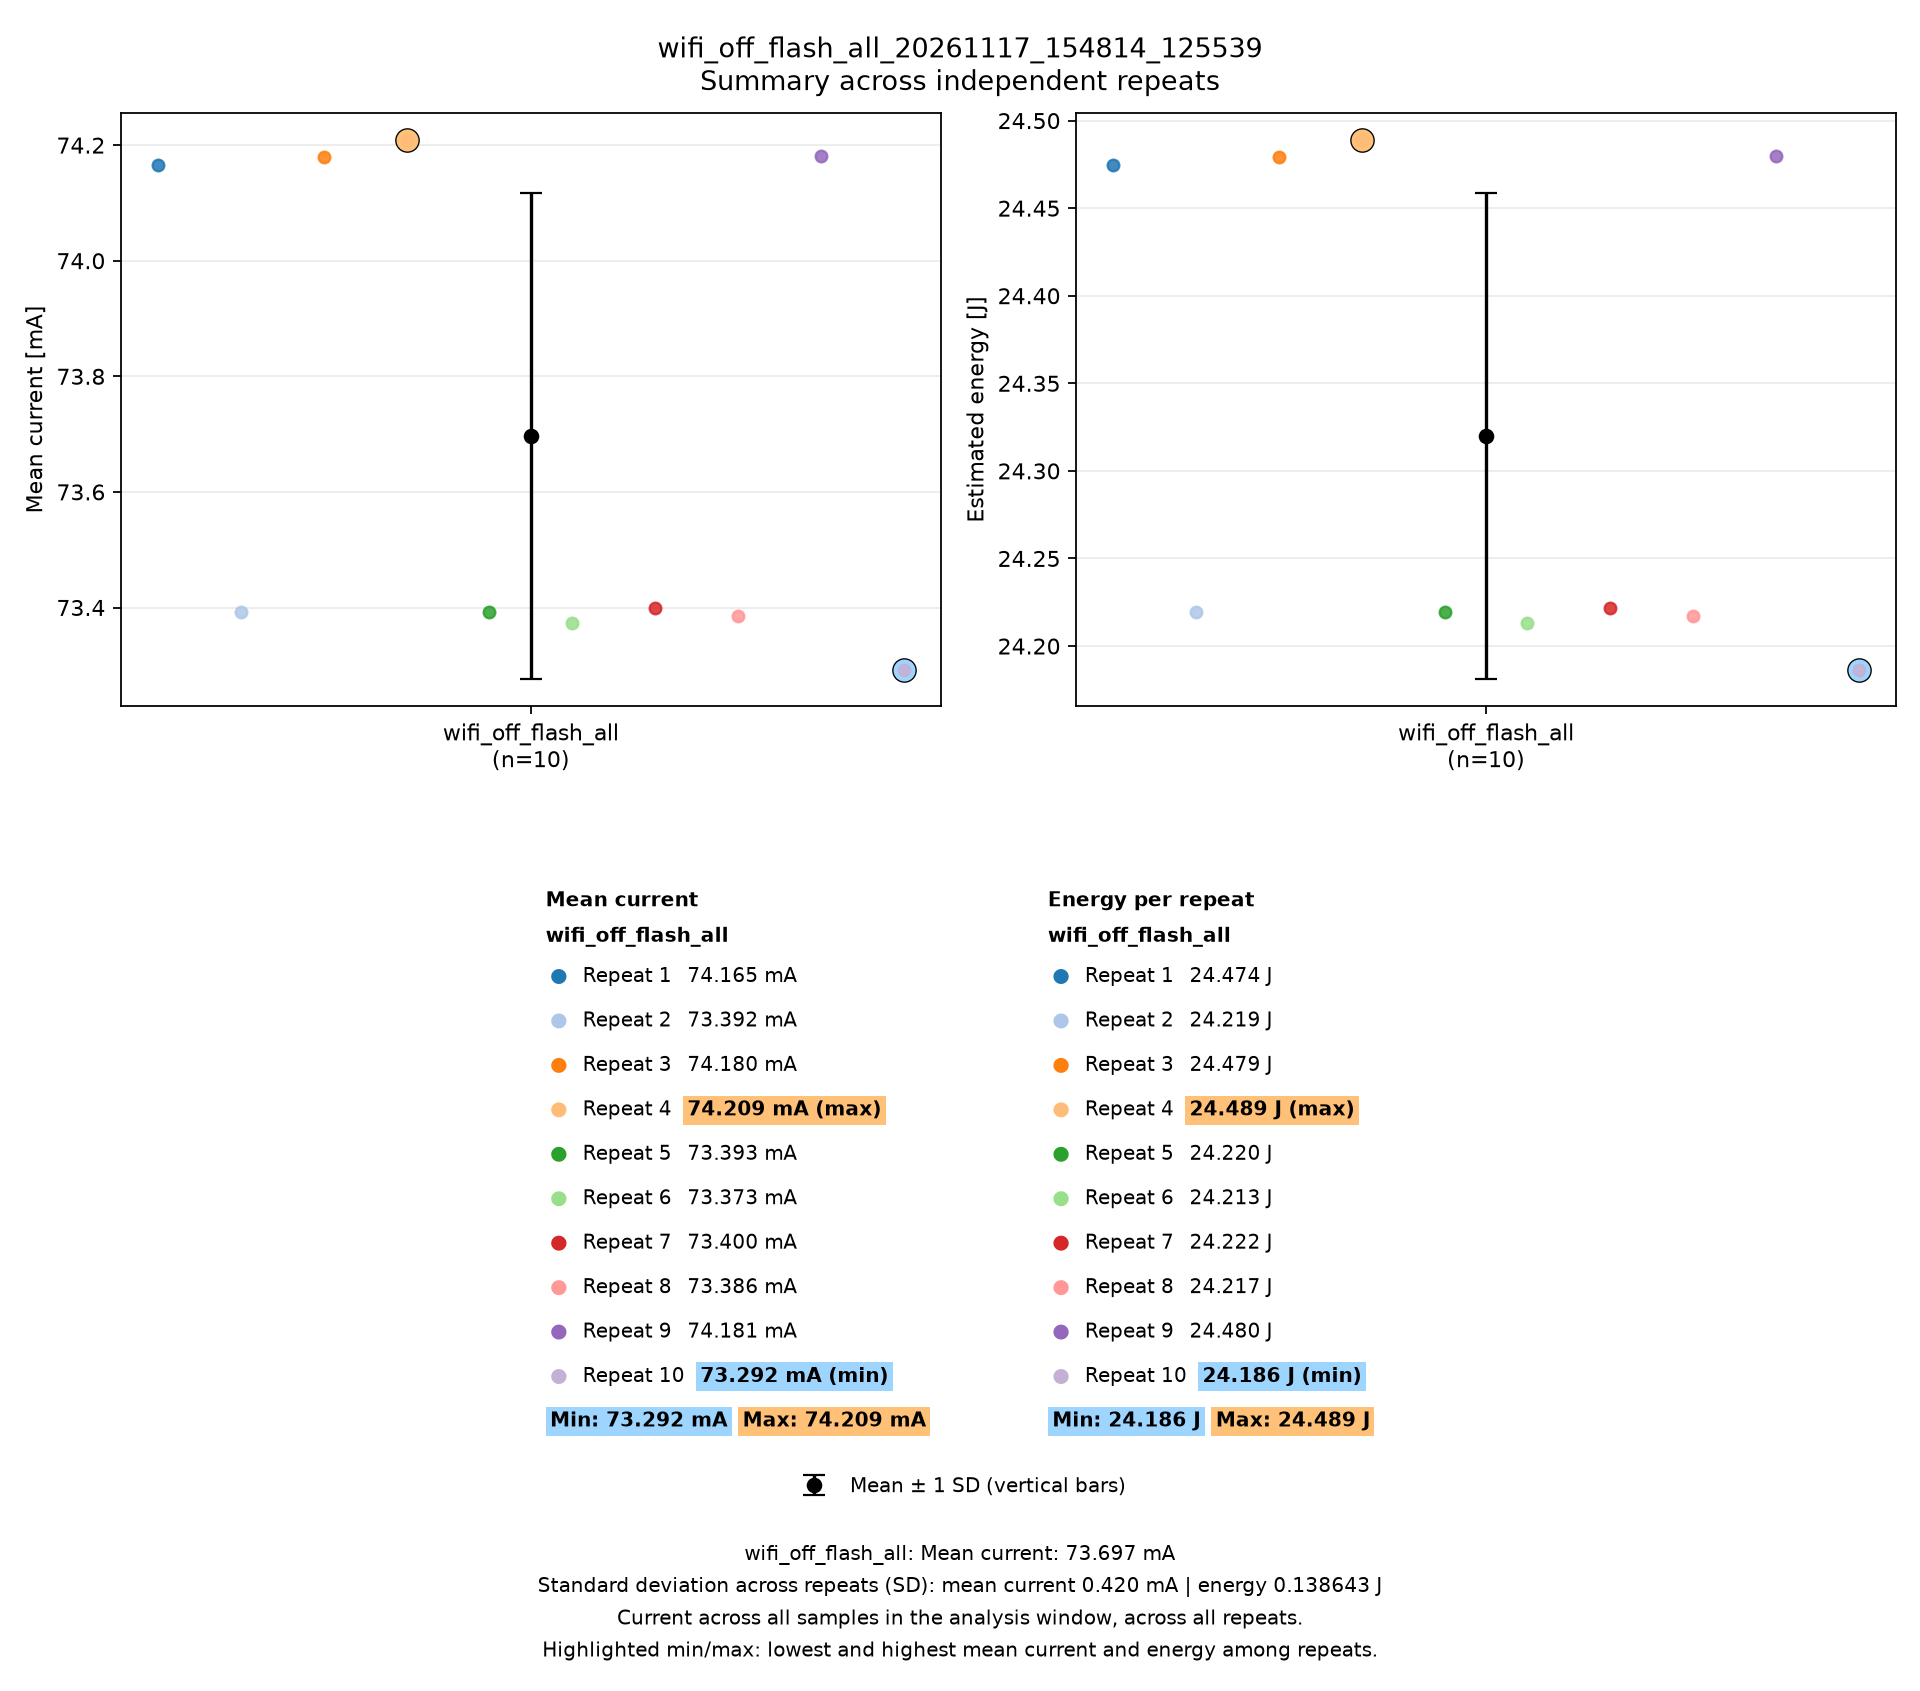 wifi_off_flash_all_20261117_154814_125539
Summary across independent repeats
Mean current [mA]
74.2
74.0
73.8
73.6
73.4
wifi_off_flash_all
(n=10)
Estimated energy [J]
24.50
24.45
24.40
24.35
24.30
24.25
24.20
wifi_off_flash_all
(n=10)
Mean current
wifi_off_flash_all
Repeat 1 74.165 mA
Repeat 2 73.392 mA
Repeat 3 74.180 mA
Repeat 4 74.209 mA (max)
Repeat 5 73.393 mA
Repeat 6 73.373 mA
Repeat 7 73.400 mA
Repeat 8 73.386 mA
Repeat 9 74.181 mA
Repeat 10 73.292 mA (min)
Min: 73.292 mA Max: 74.209 mA
Energy per repeat
wifi_off_flash_all
Repeat 1 24.474 J
Repeat 2 24.219 J
Repeat 3 24.479 J
Repeat 4 24.489 J (max)
Repeat 5 24.220 J
Repeat 6 24.213 J
Repeat 7 24.222 J
Repeat 8 24.217 J
Repeat 9 24.480 J
Repeat 10 24.186 J (min)
Min: 24.186 J Max: 24.489 J
Mean ± 1 SD (vertical bars)
wifi_off_flash_all: Mean current: 73.697 mA
Standard deviation across repeats (SD): mean current 0.420 mA | energy 0.138643 J
Current across all samples in the analysis window, across all repeats.
Highlighted min/max: lowest and highest mean current and energy among repeats.